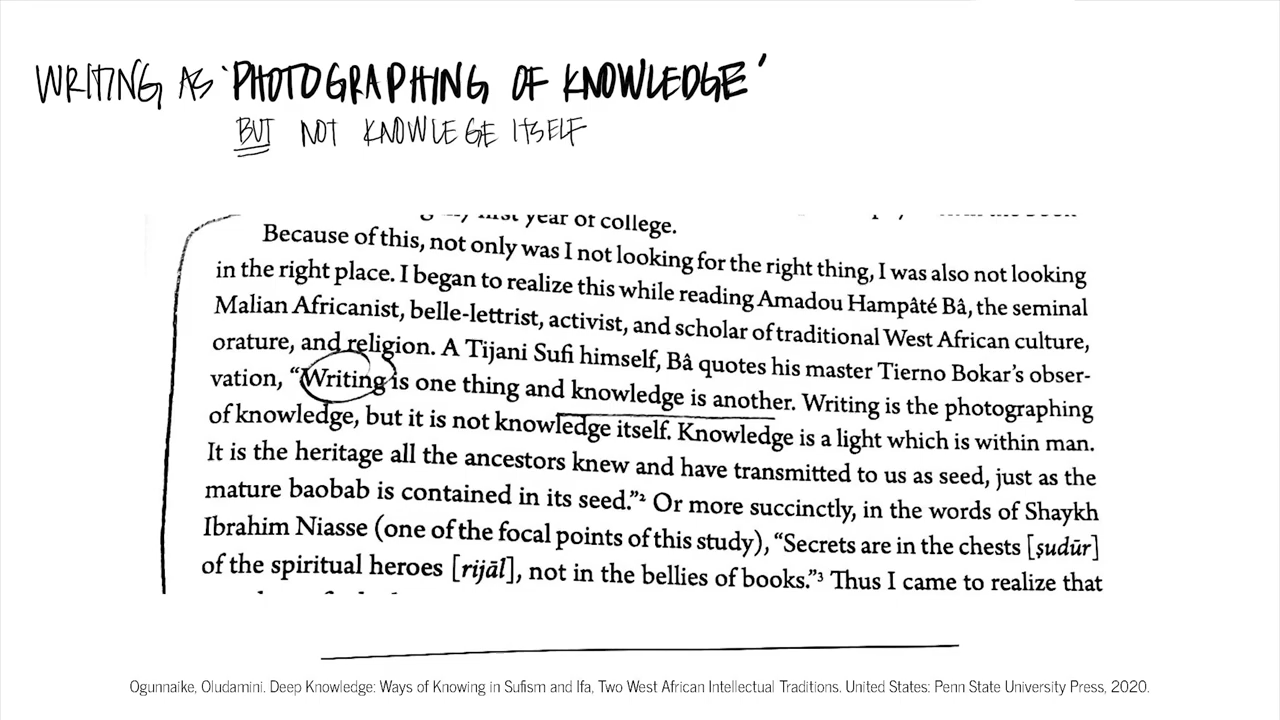 WRITING AS 'PHOTOGRAPHING OF KNOWLEDGE'
BUT NOT KNOWLEGE ITSELF
first year of college.
Because of this, not only was I not looking for the right thing, I was also not looking
in the right place. I began to realize this while reading Amadou Hampâté Bâ, the seminal
Malian Africanist, belle-lettrist, activist, and scholar of traditional West African culture,
orature, and religion. A Tijani Sufi himself, Bâ quotes his master Tierno Bokar’s obser-
vation, “Writing is one thing and knowledge is another. Writing is the photographing
of knowledge, but it is not knowledge itself. Knowledge is a light which is within man.
It is the heritage all the ancestors knew and have transmitted to us as seed, just as the
mature baobab is contained in its seed.”² Or more succinctly, in the words of Shaykh
Ibrahim Niasse (one of the focal points of this study), “Secrets are in the chests [ṣudūr]
of the spiritual heroes [rijāl], not in the bellies of books.”³ Thus I came to realize that
Ogunnaike, Oludamini. Deep Knowledge: Ways of Knowing in Sufism and Ifa, Two West African Intellectual Traditions. United States: Penn State University Press, 2020.